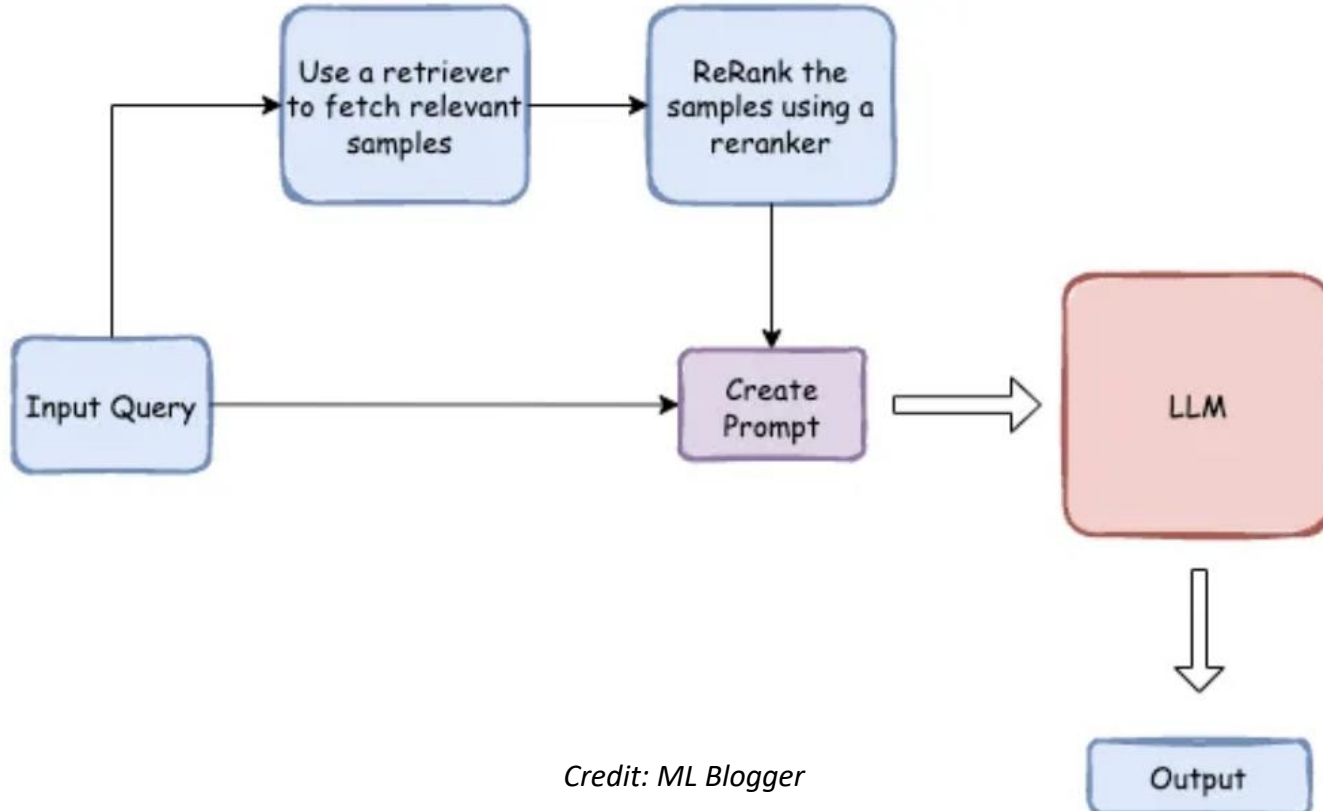 Use a retriever
to fetch relevant
samples
ReRank the
samples using a
reranker
Input Query
Create
Prompt
LLM
Credit: ML Blogger
Output